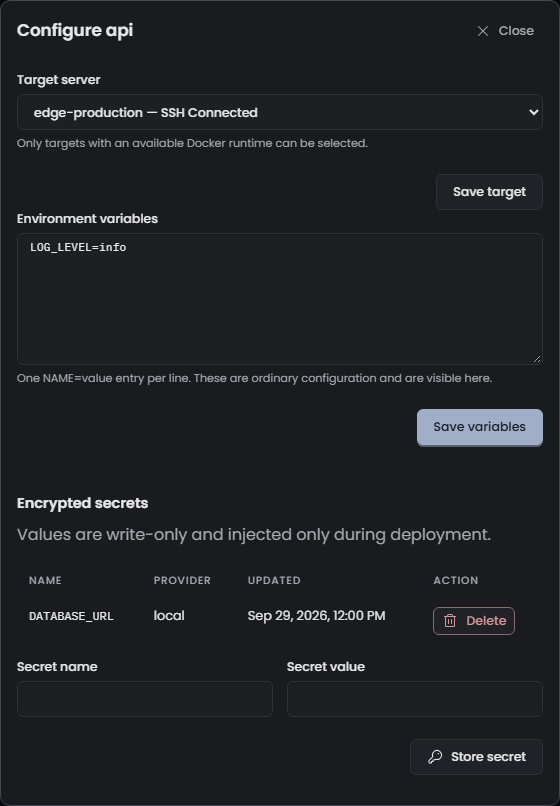 Configure api
Close
Target server
edge-production — SSH Connected
Only targets with an available Docker runtime can be selected.
Save target
Environment variables
LOG_LEVEL=info
One NAME=value entry per line. These are ordinary configuration and are visible here.
Save variables
Encrypted secrets
Values are write-only and injected only during deployment.
NAME PROVIDER UPDATED ACTION
DATABASE_URL local Sep 29, 2026, 12:00 PM Delete
Secret name Secret value
Store secret